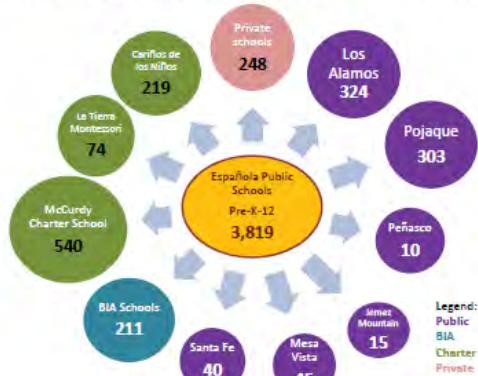 Private
schools
248
Los
Alamos
324
Cariños de
los Niños
219
Pojaque
303
La Tierra
Montessori
74
Española Public
Schools
Pre-K-12
3,819
McCurdy
Charter School
540
Peñasco
10
BIA Schools
211
Jemez
Mountain
15
Santa Fe
40
Mesa
Vista
Legend:
Public
BIA
Charter
Private